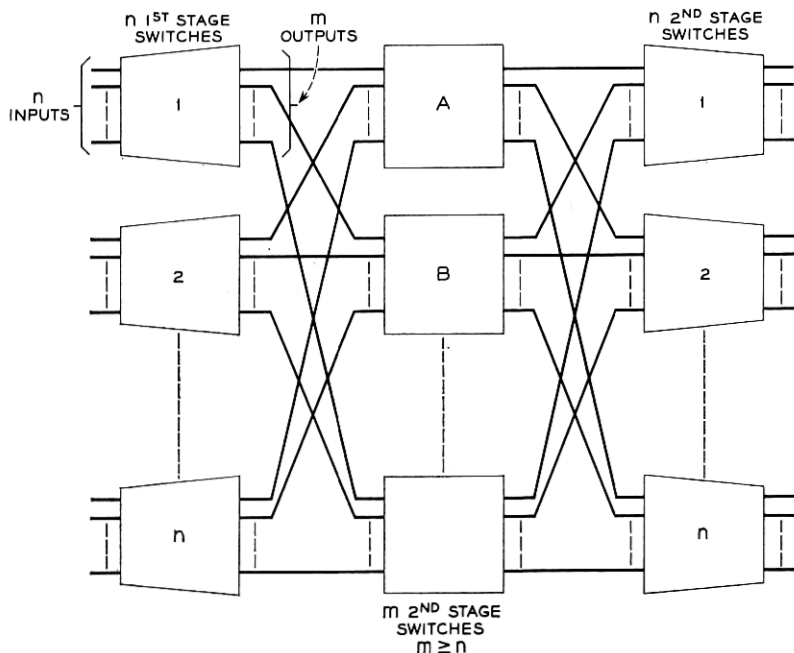 n 1ST STAGE
SWITCHES
m
OUTPUTS
n 2ND STAGE
SWITCHES
n
INPUTS
1
A
1
2
B
2
n
n
m 2ND STAGE
SWITCHES
m ≥ n